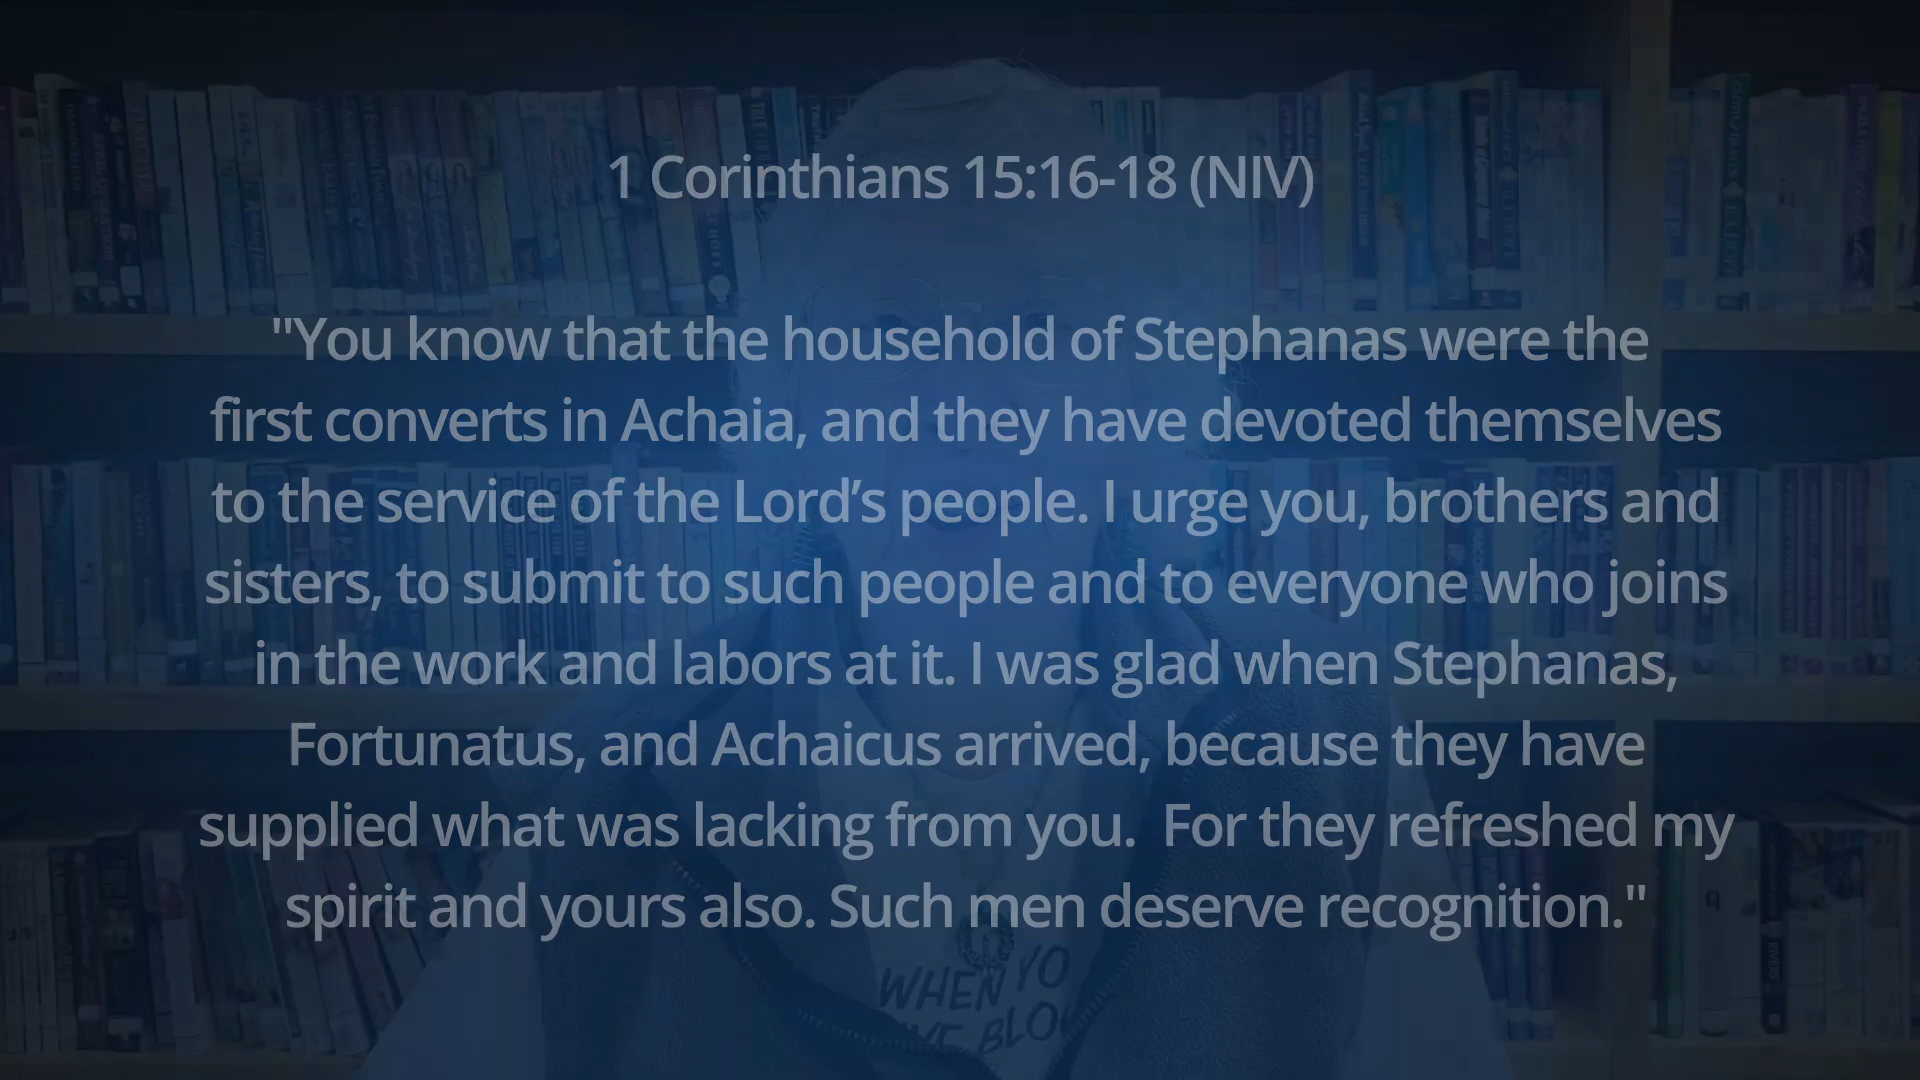 1 Corinthians 15:16-18 (NIV)
"You know that the household of Stephanas were the
first converts in Achaia, and they have devoted themselves
to the service of the Lord’s people. I urge you, brothers and
sisters, to submit to such people and to everyone who joins
in the work and labors at it. I was glad when Stephanas,
Fortunatus, and Achaicus arrived, because they have
supplied what was lacking from you.  For they refreshed my
spirit and yours also. Such men deserve recognition."
WHEN YO
BLO